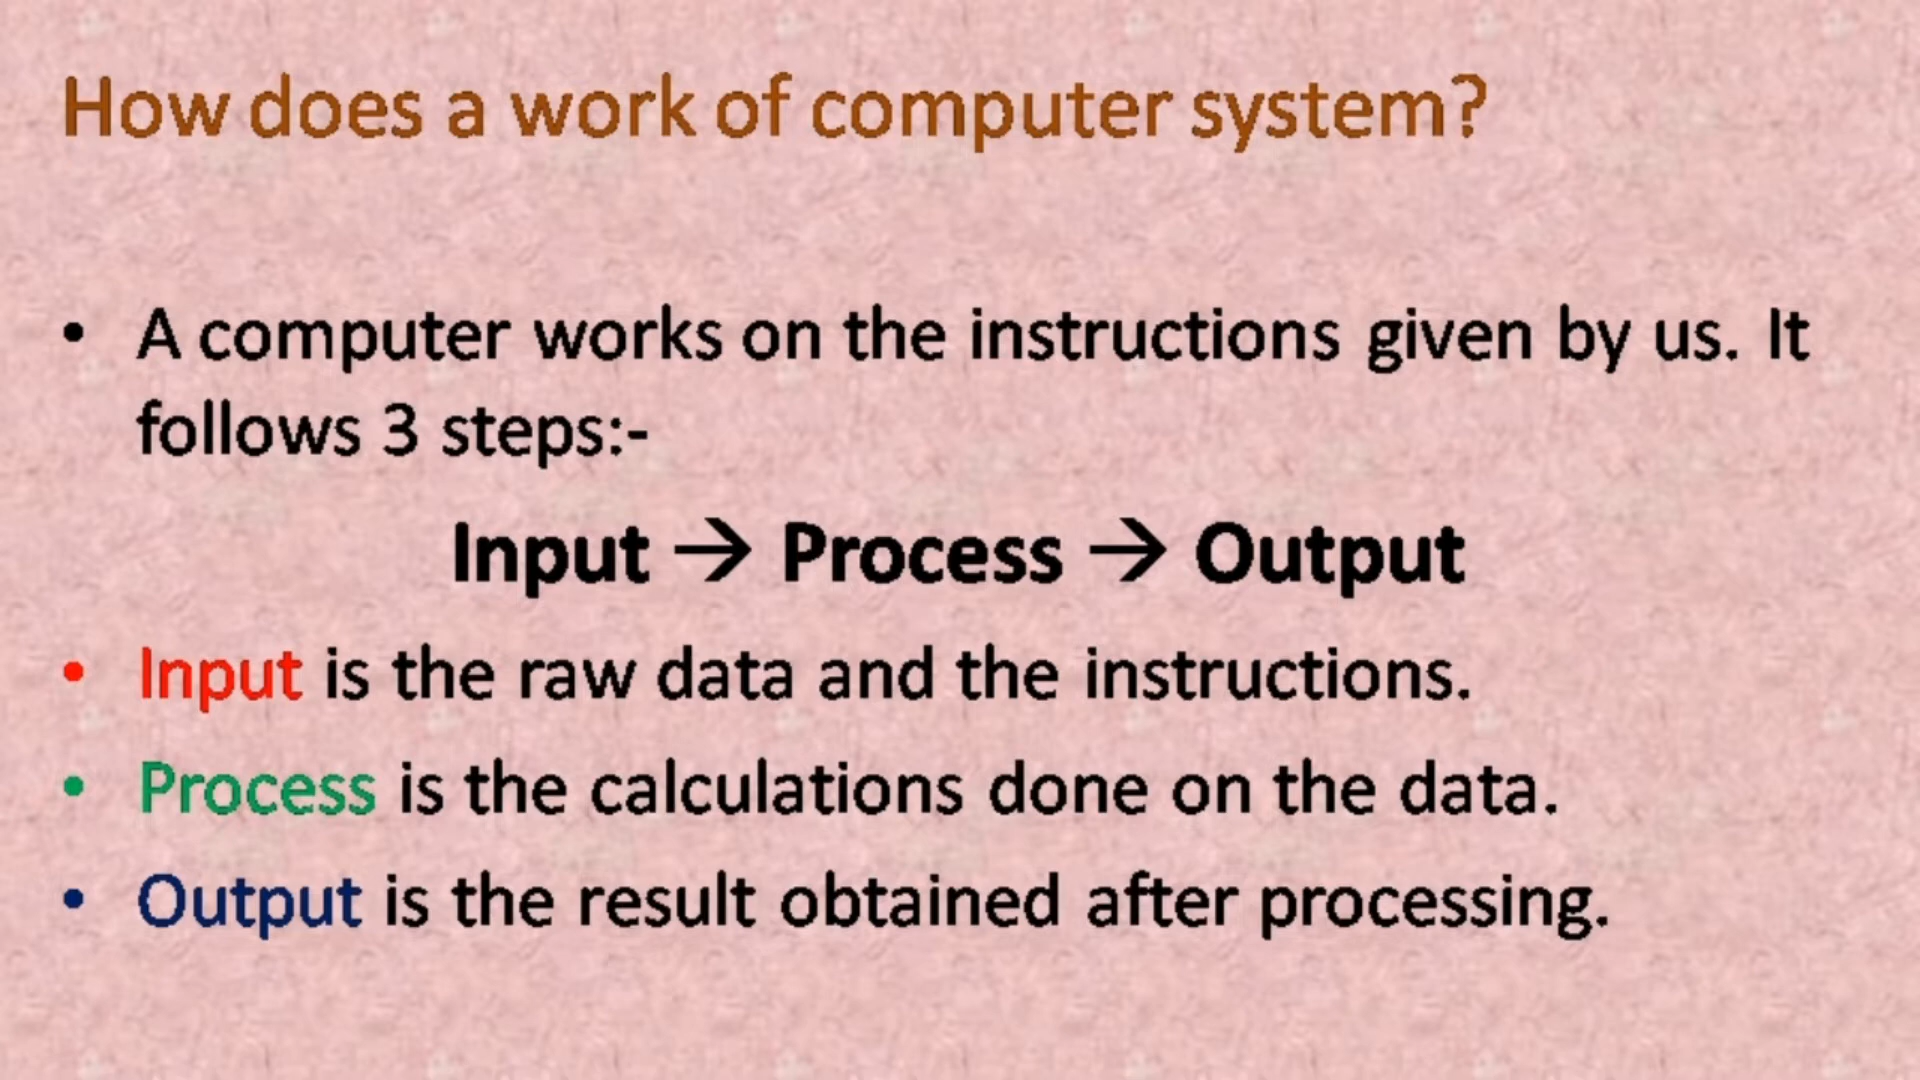 How does a work of computer system?
• A computer works on the instructions given by us. It
follows 3 steps:-
Input → Process → Output
• Input is the raw data and the instructions.
• Process is the calculations done on the data.
• Output is the result obtained after processing.